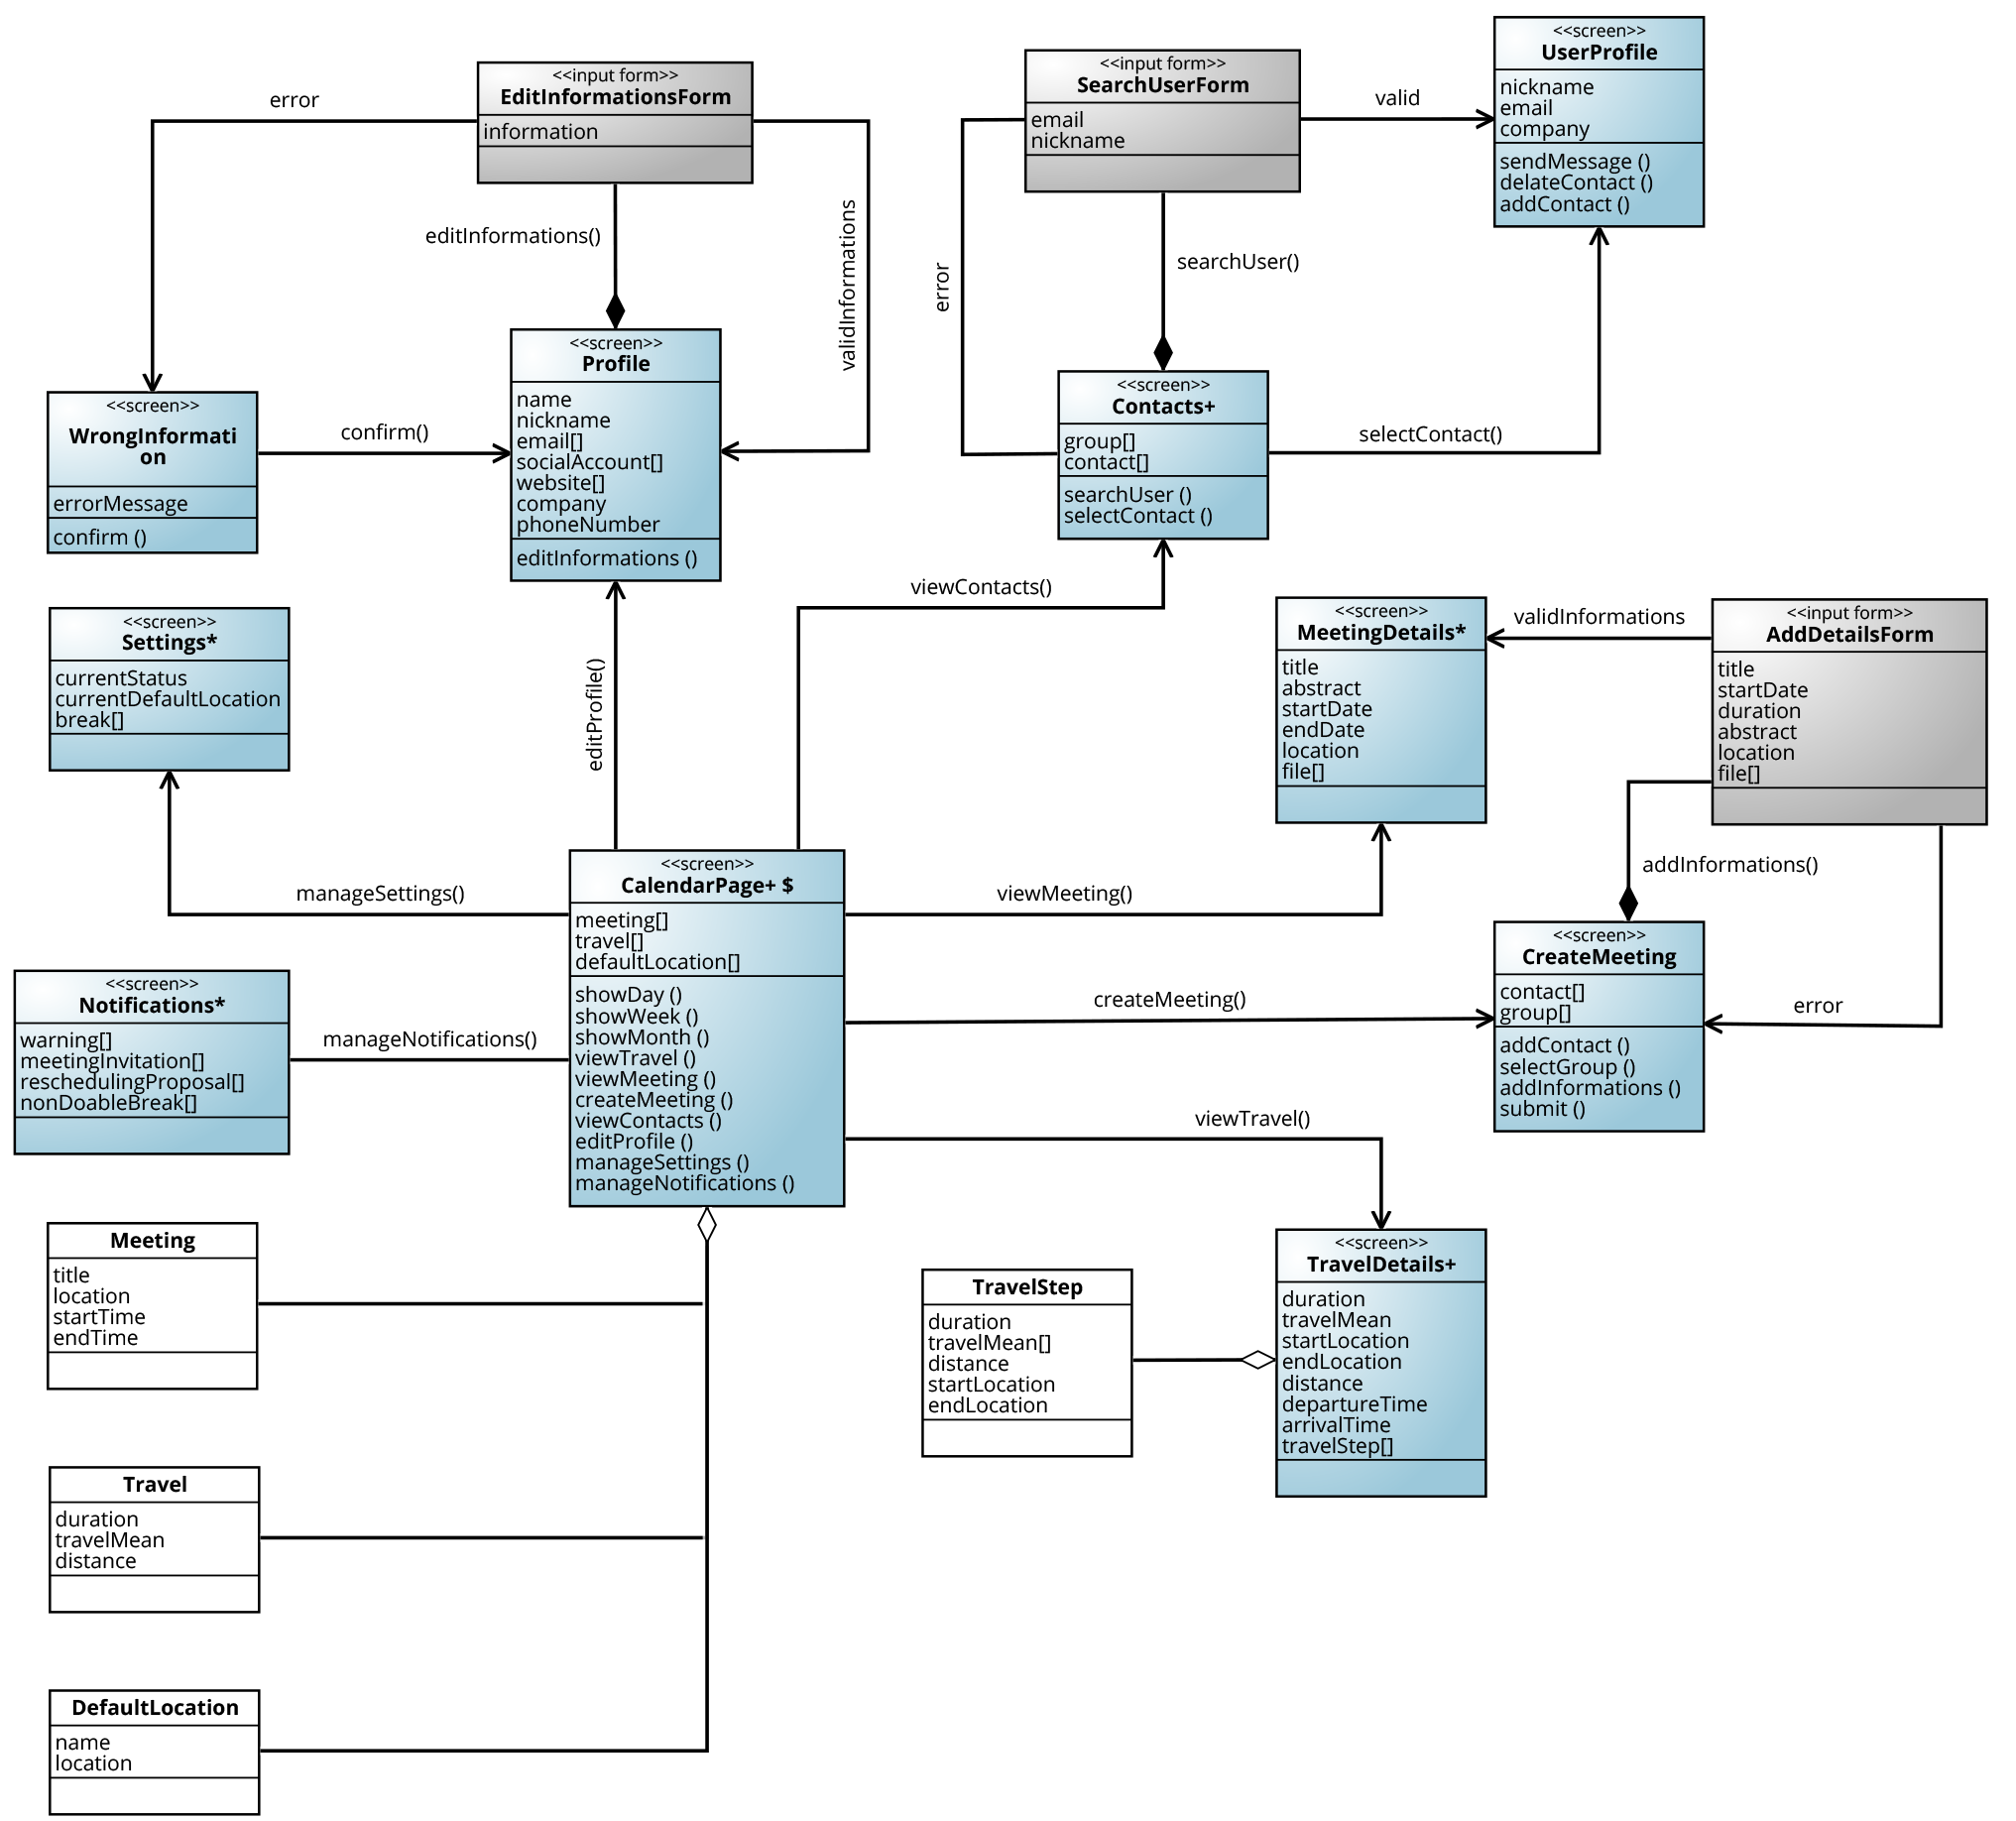 <<input form>>
EditInformationsForm
information
error
editInformations()
validInformations
<<screen>>
WrongInformati
on
errorMessage
confirm ()
confirm()
<<screen>>
Profile
name
nickname
email[]
socialAccount[]
website[]
company
phoneNumber
editInformations ()
<<input form>>
SearchUserForm
email
nickname
valid
<<screen>>
UserProfile
nickname
email
company
sendMessage ()
delateContact ()
addContact ()
error
searchUser()
<<screen>>
Contacts+
group[]
contact[]
searchUser ()
selectContact ()
selectContact()
<<screen>>
Settings*
currentStatus
currentDefaultLocation
break[]
editProfile()
viewContacts()
<<screen>>
MeetingDetails*
title
abstract
startDate
endDate
location
file[]
validInformations
<<input form>>
AddDetailsForm
title
startDate
duration
abstract
location
file[]
manageSettings()
<<screen>>
CalendarPage+ $
meeting[]
travel[]
defaultLocation[]
showDay ()
showWeek ()
showMonth ()
viewTravel ()
viewMeeting ()
createMeeting ()
viewContacts ()
editProfile ()
manageSettings ()
manageNotifications ()
viewMeeting()
addInformations()
<<screen>>
Notifications*
warning[]
meetingInvitation[]
reschedulingProposal[]
nonDoableBreak[]
manageNotifications()
createMeeting()
<<screen>>
CreateMeeting
contact[]
group[]
addContact ()
selectGroup ()
addInformations ()
submit ()
error
viewTravel()
Meeting
title
location
startTime
endTime
TravelStep
duration
travelMean[]
distance
startLocation
endLocation
<<screen>>
TravelDetails+
duration
travelMean
startLocation
endLocation
distance
departureTime
arrivalTime
travelStep[]
Travel
duration
travelMean
distance
DefaultLocation
name
location